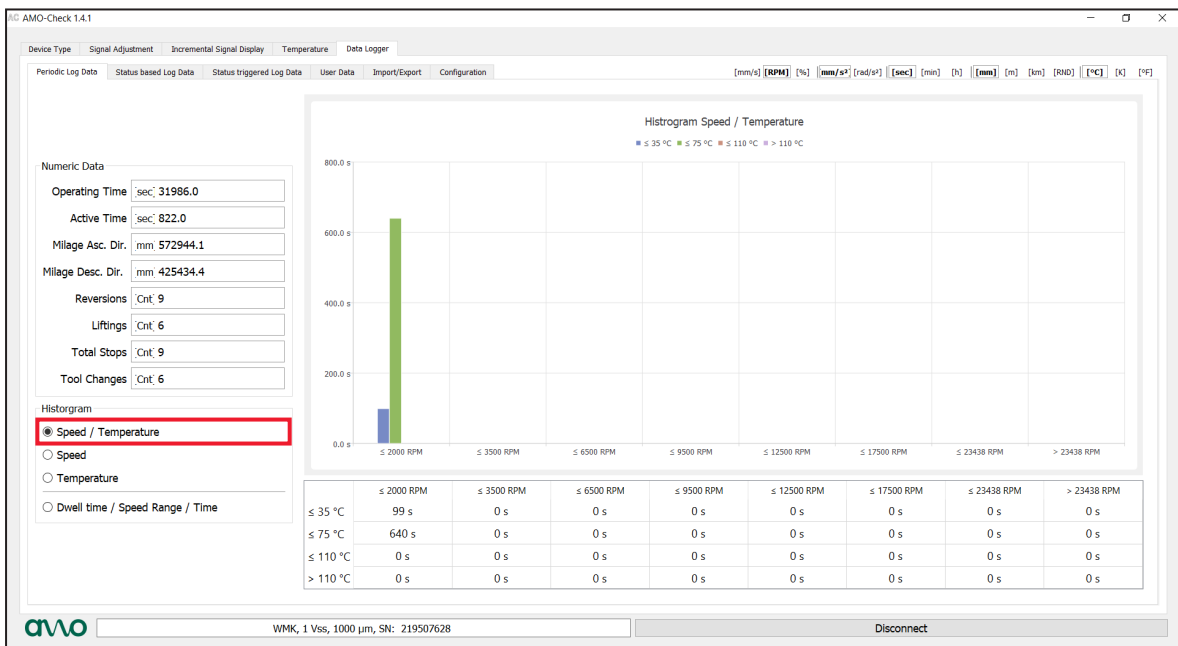 AC AMO-Check 1.4.1
Device Type Signal Adjustment Incremental Signal Display Temperature Data Logger
Periodic Log Data Status based Log Data Status triggered Log Data User Data Import/Export Configuration [mm/s] [RPM] [%] [mm/s²] [rad/s²] [sec] [min] [h] [mm] [m] [km] [RND] [°C] [K] [°F]
Histrogram Speed / Temperature
≤ 35 °C ≤ 75 °C ≤ 110 °C > 110 °C
Numeric Data
Operating Time [sec] 31986.0
Active Time [sec] 822.0
Milage Asc. Dir. [mm] 572944.1
Milage Desc. Dir. [mm] 425434.4
Reversions [Cnt] 9
Liftings [Cnt] 6
Total Stops [Cnt] 9
Tool Changes [Cnt] 6
Historgram
Speed / Temperature
Speed
Temperature
Dwell time / Speed Range / Time
800.0 s
600.0 s
400.0 s
200.0 s
0.0 s
≤ 2000 RPM ≤ 3500 RPM ≤ 6500 RPM ≤ 9500 RPM ≤ 12500 RPM ≤ 17500 RPM ≤ 23438 RPM > 23438 RPM
≤ 2000 RPM ≤ 3500 RPM ≤ 6500 RPM ≤ 9500 RPM ≤ 12500 RPM ≤ 17500 RPM ≤ 23438 RPM > 23438 RPM
≤ 35 °C 99 s 0 s 0 s 0 s 0 s 0 s 0 s 0 s
≤ 75 °C 640 s 0 s 0 s 0 s 0 s 0 s 0 s 0 s
≤ 110 °C 0 s 0 s 0 s 0 s 0 s 0 s 0 s 0 s
> 110 °C 0 s 0 s 0 s 0 s 0 s 0 s 0 s 0 s
amo WMK, 1 Vss, 1000 µm, SN: 219507628 Disconnect